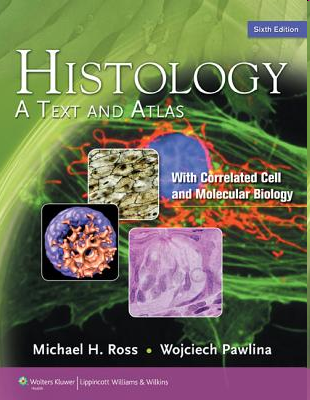 Sixth Edition
HISTOLOGY
A TEXT AND ATLAS
With Correlated Cell
and Molecular Biology
Michael H. Ross • Wojciech Pawlina
Wolters Kluwer | Lippincott Williams & Wilkins
Health